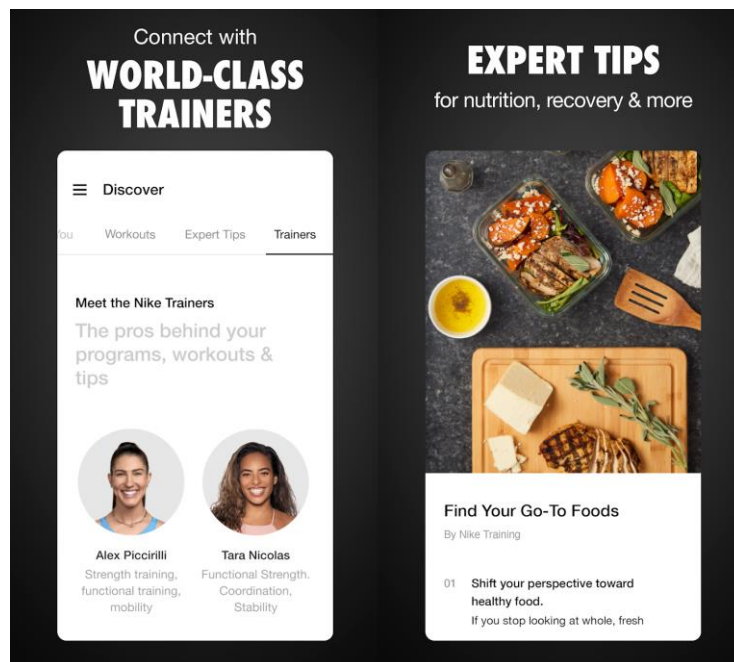 Connect with
WORLD-CLASS
TRAINERS
Discover
You Workouts Expert Tips Trainers
Meet the Nike Trainers
The pros behind your
programs, workouts &
tips
Alex Piccirilli
Strength training,
functional training,
mobility
Tara Nicolas
Functional Strength.
Coordination,
Stability
EXPERT TIPS
for nutrition, recovery & more
Find Your Go-To Foods
By Nike Training
01 Shift your perspective toward
healthy food.
If you stop looking at whole, fresh